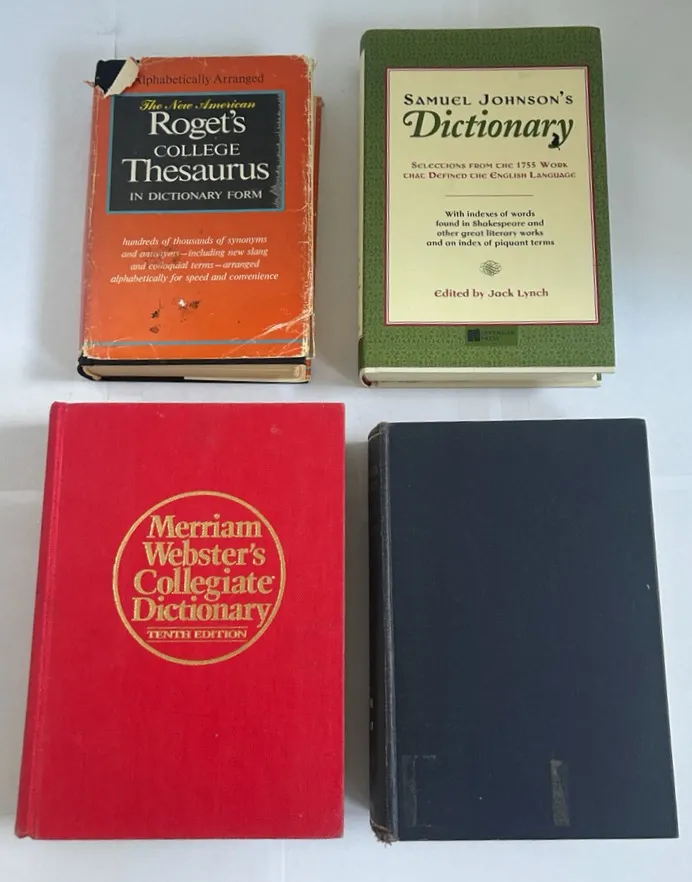 Alphabetically Arranged
The New American
Roget's
COLLEGE
Thesaurus
IN DICTIONARY FORM
hundreds of thousands of synonyms
and antonyms—including new slang
and colloquial terms—arranged
alphabetically for speed and convenience
SAMUEL JOHNSON'S
Dictionary
SELECTIONS FROM THE 1755 WORK
THAT DEFINED THE ENGLISH LANGUAGE
With indexes of words
found in Shakespeare and
other great literary works
and an index of piquant terms
Edited by Jack Lynch
PRESS
Merriam
Webster's
Collegiate
Dictionary
TENTH EDITION